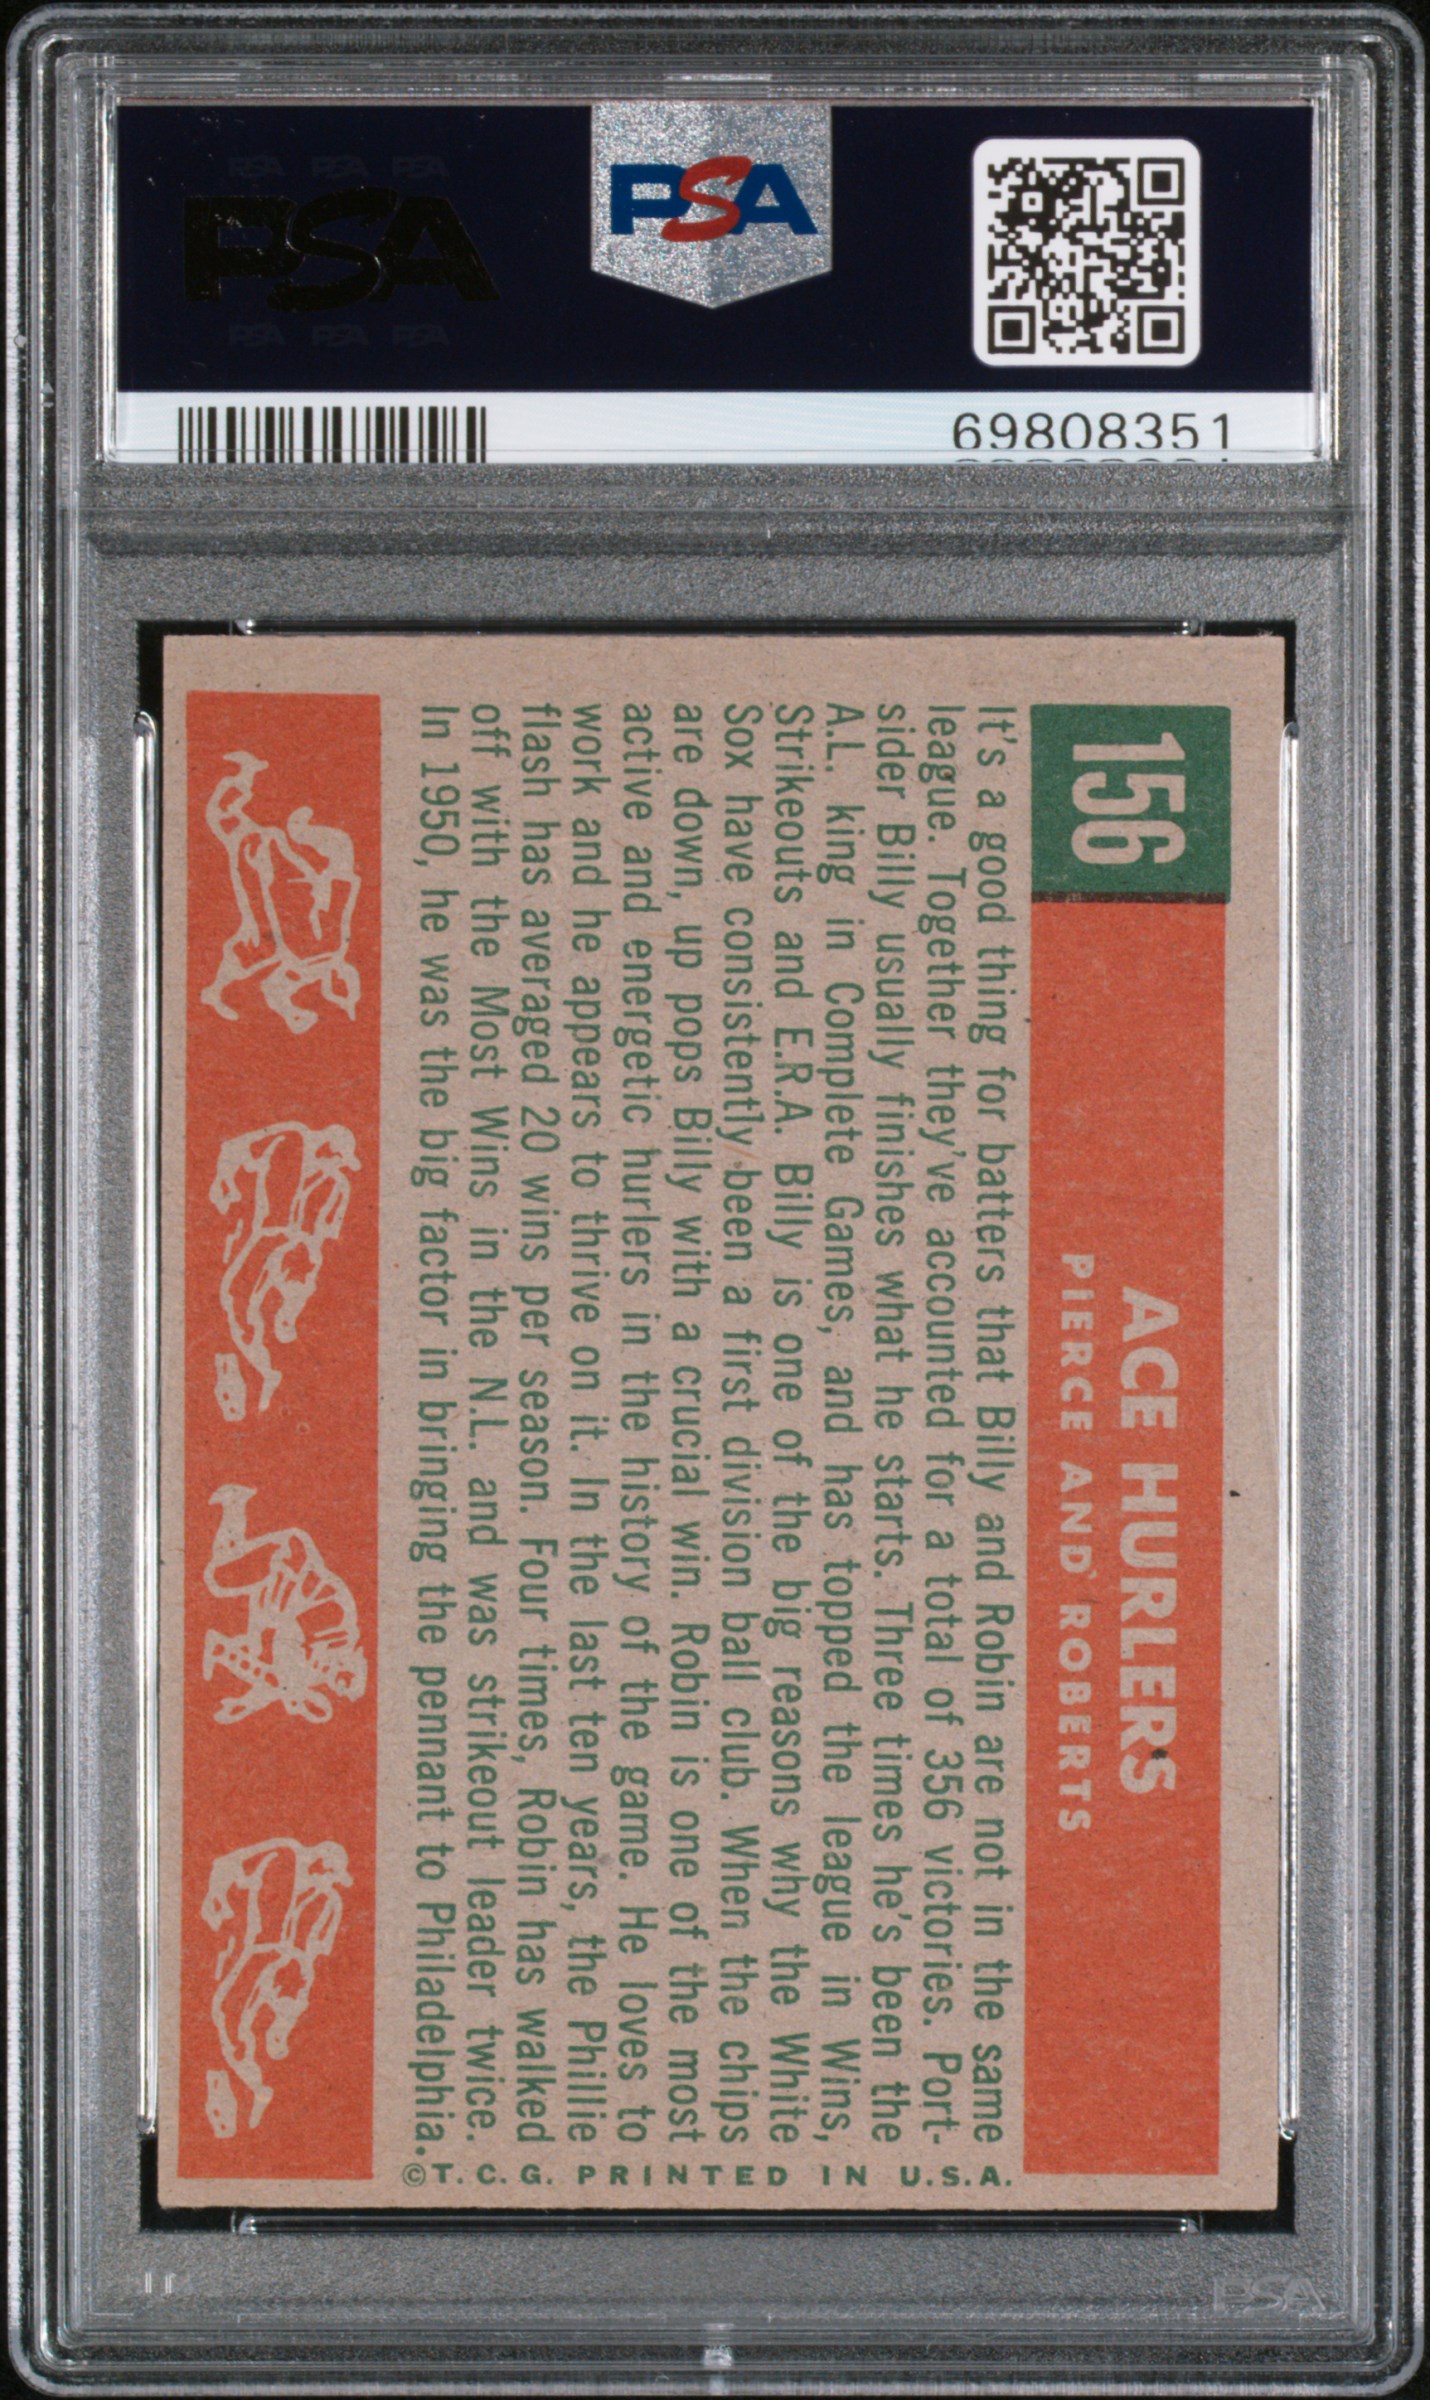 PSA PSA PSA
PSA
PSA PSA PSA
PSA
69808351
156
ACE HURLERS
PIERCE AND ROBERTS
It's a good thing for batters that Billy and Robin are not in the same
league. Together they've accounted for a total of 356 victories. Port-
sider Billy usually finishes what he starts. Three times he's been the
A.L. king in Complete Games, and has topped the league in Wins,
Strikeouts and E.R.A. Billy is one of the big reasons why the White
Sox have consistently been a first division ball club. When the chips
are down, up pops Billy with a crucial win. Robin is one of the most
active and energetic hurlers in the history of the game. He loves to
work and he appears to thrive on it. In the last ten years, the Phillie
flash has averaged 20 wins per season. Four times, Robin has walked
off with the Most Wins in the N.L. and was strikeout leader twice.
In 1950, he was the big factor in bringing the pennant to Philadelphia.
©T. C. G. PRINTED IN U.S.A.
PSA